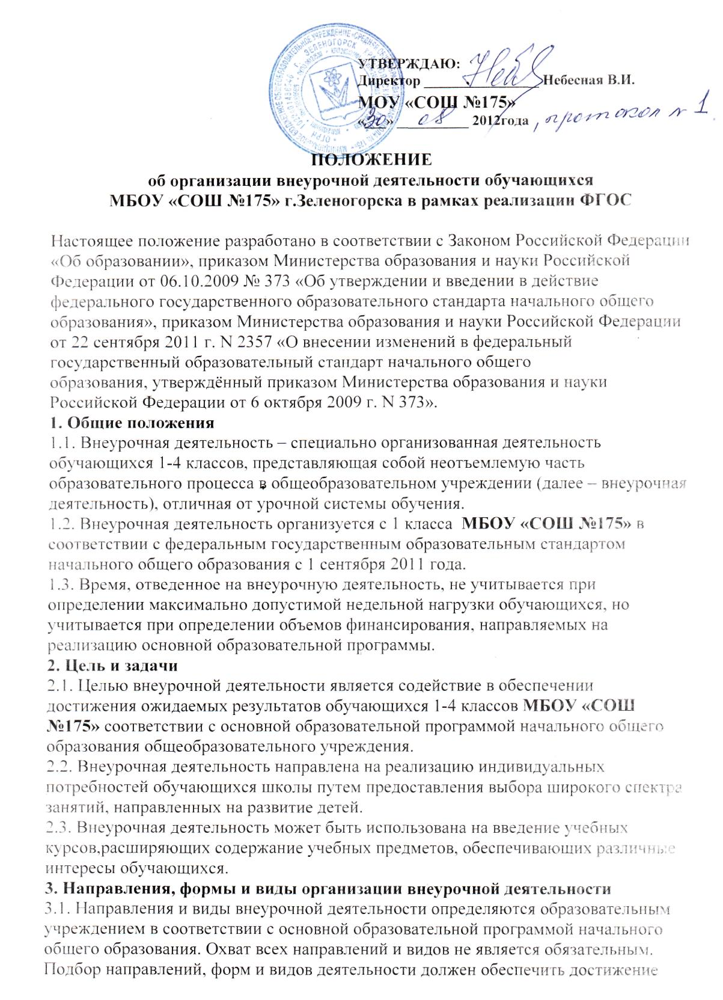 УТВЕРЖДАЮ:
Директор ______________Небесная В.И.
МОУ «СОШ №175»
«30» 08 2012года , протокол № 1
ПОЛОЖЕНИЕ
об организации внеурочной деятельности обучающихся
МБОУ «СОШ №175» г.Зеленогорска в рамках реализации ФГОС
Настоящее положение разработано в соответствии с Законом Российской Федерации
«Об образовании», приказом Министерства образования и науки Российской
Федерации от 06.10.2009 № 373 «Об утверждении и введении в действие
федерального государственного образовательного стандарта начального общего
образования», приказом Министерства образования и науки Российской Федерации
от 22 сентября 2011 г. N 2357 «О внесении изменений в федеральный
государственный образовательный стандарт начального общего
образования, утверждённый приказом Министерства образования и науки
Российской Федерации от 6 октября 2009 г. N 373».
1. Общие положения
1.1. Внеурочная деятельность – специально организованная деятельность
обучающихся 1-4 классов, представляющая собой неотъемлемую часть
образовательного процесса в общеобразовательном учреждении (далее – внеурочная
деятельность), отличная от урочной системы обучения.
1.2. Внеурочная деятельность организуется с 1 класса МБОУ «СОШ №175» в
соответствии с федеральным государственным образовательным стандартом
начального общего образования с 1 сентября 2011 года.
1.3. Время, отведенное на внеурочную деятельность, не учитывается при
определении максимально допустимой недельной нагрузки обучающихся, но
учитывается при определении объемов финансирования, направляемых на
реализацию основной образовательной программы.
2. Цель и задачи
2.1. Целью внеурочной деятельности является содействие в обеспечении
достижения ожидаемых результатов обучающихся 1-4 классов МБОУ «СОШ
№175» соответствии с основной образовательной программой начального общего
образования общеобразовательного учреждения.
2.2. Внеурочная деятельность направлена на реализацию индивидуальных
потребностей обучающихся школы путем предоставления выбора широкого спектра
занятий, направленных на развитие детей.
2.3. Внеурочная деятельность может быть использована на введение учебных
курсов,расширяющих содержание учебных предметов, обеспечивающих различные
интересы обучающихся.
3. Направления, формы и виды организации внеурочной деятельности
3.1. Направления и виды внеурочной деятельности определяются образовательным
учреждением в соответствии с основной образовательной программой начального
общего образования. Охват всех направлений и видов не является обязательным.
Подбор направлений, форм и видов деятельности должен обеспечить достижение